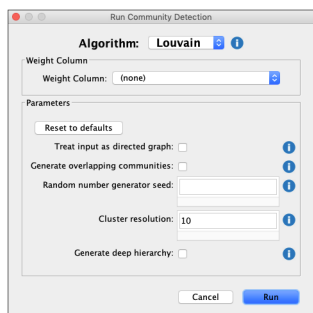 Run Community Detection
Algorithm: Louvain
Weight Column
Weight Column: (none)
Parameters
Reset to defaults
Treat input as directed graph:
Generate overlapping communities:
Random number generator seed:
Cluster resolution: 10
Generate deep hierarchy:
Cancel Run